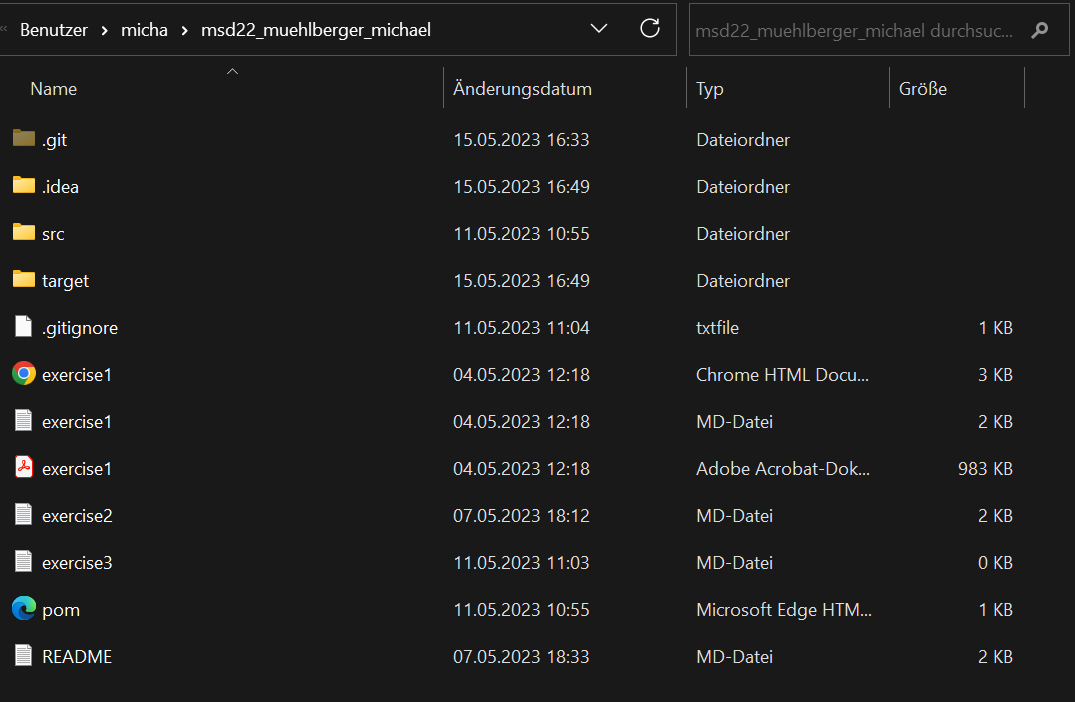 « Benutzer > micha > msd22_muehlberger_michael
msd22_muehlberger_michael durchsuc...
Name Änderungsdatum Typ Größe
.git 15.05.2023 16:33 Dateiordner
.idea 15.05.2023 16:49 Dateiordner
src 11.05.2023 10:55 Dateiordner
target 15.05.2023 16:49 Dateiordner
.gitignore 11.05.2023 11:04 txtfile 1 KB
exercise1 04.05.2023 12:18 Chrome HTML Docu... 3 KB
exercise1 04.05.2023 12:18 MD-Datei 2 KB
exercise1 04.05.2023 12:18 Adobe Acrobat-Dok... 983 KB
exercise2 07.05.2023 18:12 MD-Datei 2 KB
exercise3 11.05.2023 11:03 MD-Datei 0 KB
pom 11.05.2023 10:55 Microsoft Edge HTM... 1 KB
README 07.05.2023 18:33 MD-Datei 2 KB